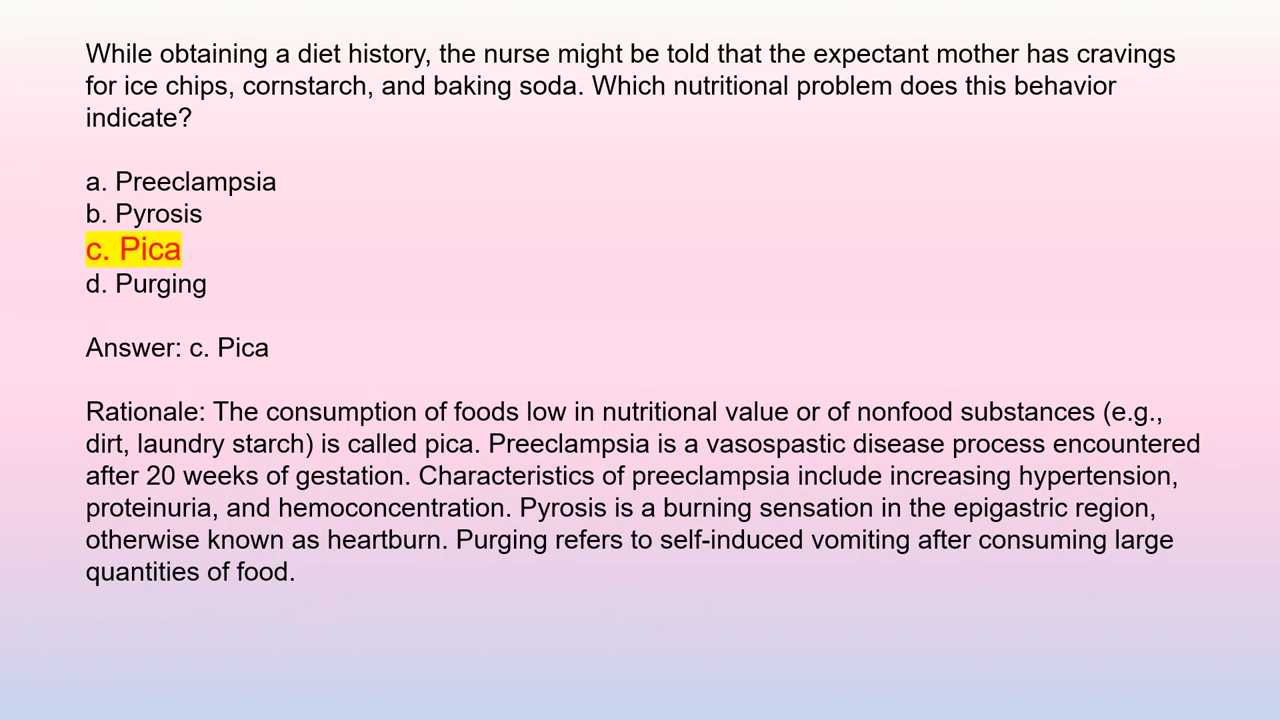 While obtaining a diet history, the nurse might be told that the expectant mother has cravings
for ice chips, cornstarch, and baking soda. Which nutritional problem does this behavior
indicate?
a. Preeclampsia
b. Pyrosis
c. Pica
d. Purging
Answer: c. Pica
Rationale: The consumption of foods low in nutritional value or of nonfood substances (e.g.,
dirt, laundry starch) is called pica. Preeclampsia is a vasospastic disease process encountered
after 20 weeks of gestation. Characteristics of preeclampsia include increasing hypertension,
proteinuria, and hemoconcentration. Pyrosis is a burning sensation in the epigastric region,
otherwise known as heartburn. Purging refers to self-induced vomiting after consuming large
quantities of food.